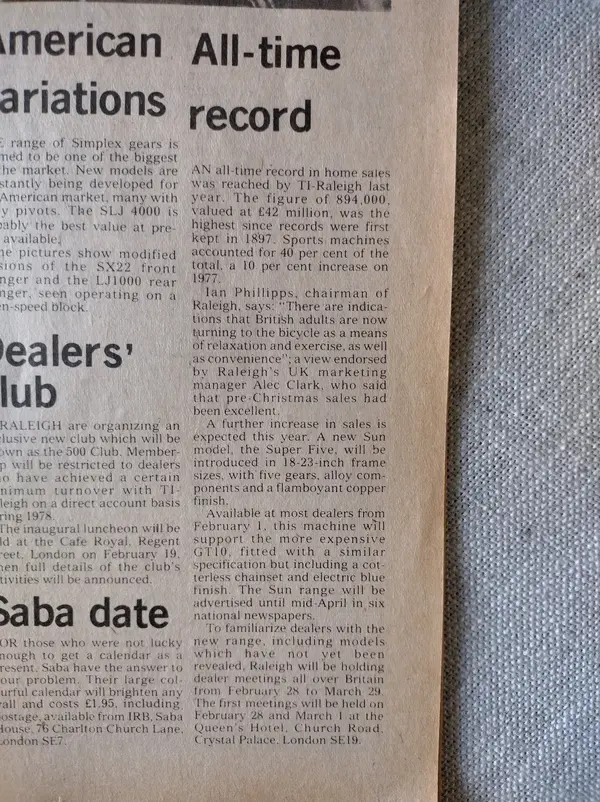 American
ariations
E range of Simplex gears is
med to be one of the biggest
the market. New models are
stantly being developed for
American market, many with
y pivots. The SLJ 4000 is
bably the best value at pre-
available.
he pictures show modified
sions of the SX22 front
nger and the LJ1000 rear
nger, seen operating on a
en-speed block.
Dealers'
lub
RALEIGH are organizing an
clusive new club which will be
own as the 500 Club. Member-
p will be restricted to dealers
o have achieved a certain
nimum turnover with TI-
leigh on a direct account basis
ring 1978.
The inaugural luncheon will be
ld at the Cafe Royal, Regent
reet, London on February 19,
hen full details of the club's
tivities will be announced.
Saba date
OR those who were not lucky
nough to get a calendar as a
resent, Saba have the answer to
our problem. Their large col-
urful calendar will brighten any
all and costs £1.95, including
ostage, available from IRB, Saba
House, 76 Charlton Church Lane,
London SE7.
All-time
record
AN all-time record in home sales
was reached by TI-Raleigh last
year. The figure of 894,000,
valued at £42 million, was the
highest since records were first
kept in 1897. Sports machines
accounted for 40 per cent of the
total, a 10 per cent increase on
1977.
Ian Phillipps, chairman of
Raleigh, says: "There are indica-
tions that British adults are now
turning to the bicycle as a means
of relaxation and exercise, as well
as convenience"; a view endorsed
by Raleigh's UK marketing
manager Alec Clark, who said
that pre-Christmas sales had
been excellent.
A further increase in sales is
expected this year. A new Sun
model, the Super Five, will be
introduced in 18-23-inch frame
sizes, with five gears, alloy com-
ponents and a flamboyant copper
finish.
Available at most dealers from
February 1, this machine will
support the more expensive
GT10, fitted with a similar
specification but including a cot-
terless chainset and electric blue
finish. The Sun range will be
advertised until mid-April in six
national newspapers.
To familiarize dealers with the
new range, including models
which have not yet been
revealed, Raleigh will be holding
dealer meetings all over Britain
from February 28 to March 29.
The first meetings will be held on
February 28 and March 1 at the
Queen's Hotel, Church Road,
Crystal Palace, London SE19.